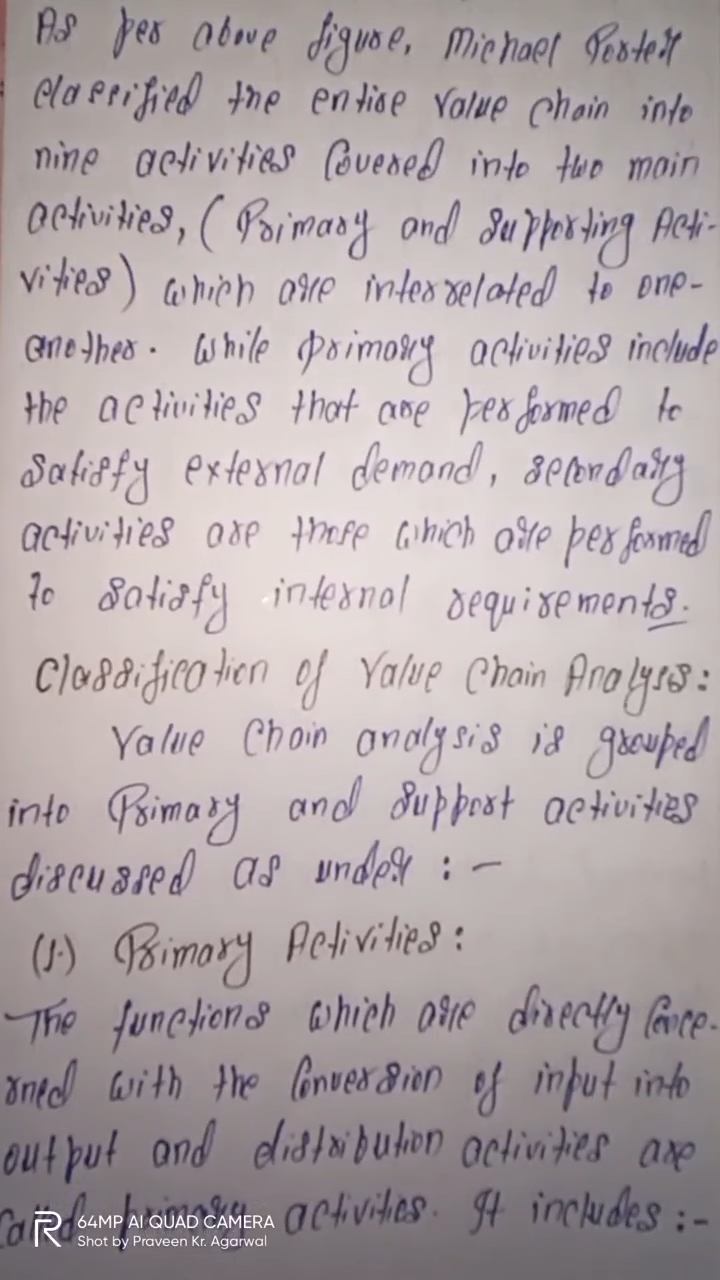 As per above figure, Michael Porter
classified the entire value chain into
nine activities Covered into two main
activities, (Primary and Supporting Acti-
vities) which are interrelated to one-
another. While primary activities include
the activities that are performed to
satisfy external demand, secondary
activities are those which are performed
to satisfy internal requirements.
Classification of Value Chain Analysis:
Value Chain analysis is grouped
into Primary and Support activities
discussed as under :-
(1.) Primary Activities:
The functions which are directly Conce-
rned with the Conversion of input into
output and distribution activities are
Called primary activities. It includes :-
64MP AI QUAD CAMERA
Shot by Praveen Kr. Agarwal